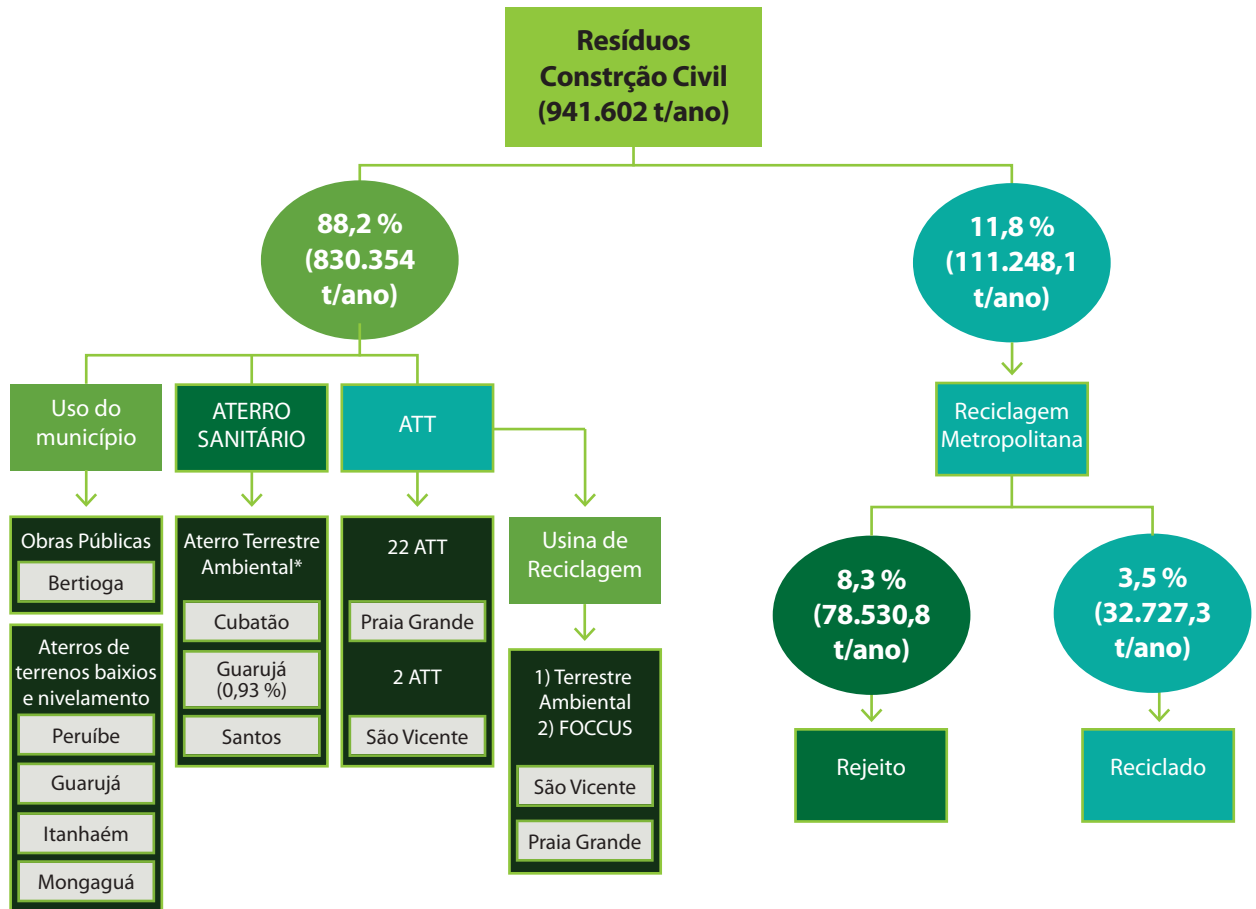 Resíduos
Constrção Civil
(941.602 t/ano)
88,2 %
(830.354
t/ano)
11,8 %
(111.248,1
t/ano)
Uso do
município
ATERRO
SANITÁRIO
ATT
Reciclagem
Metropolitana
Obras Públicas
Bertioga
Aterros de
terrenos baixios
e nivelamento
Peruíbe
Guarujá
Itanhaém
Mongaguá
Aterro Terrestre
Ambiental*
Cubatão
Guarujá
(0,93 %)
Santos
22 ATT
Praia Grande
2 ATT
São Vicente
Usina de
Reciclagem
1) Terrestre
Ambiental
2) FOCCUS
São Vicente
Praia Grande
8,3 %
(78.530,8
t/ano)
3,5 %
(32.727,3
t/ano)
Rejeito
Reciclado